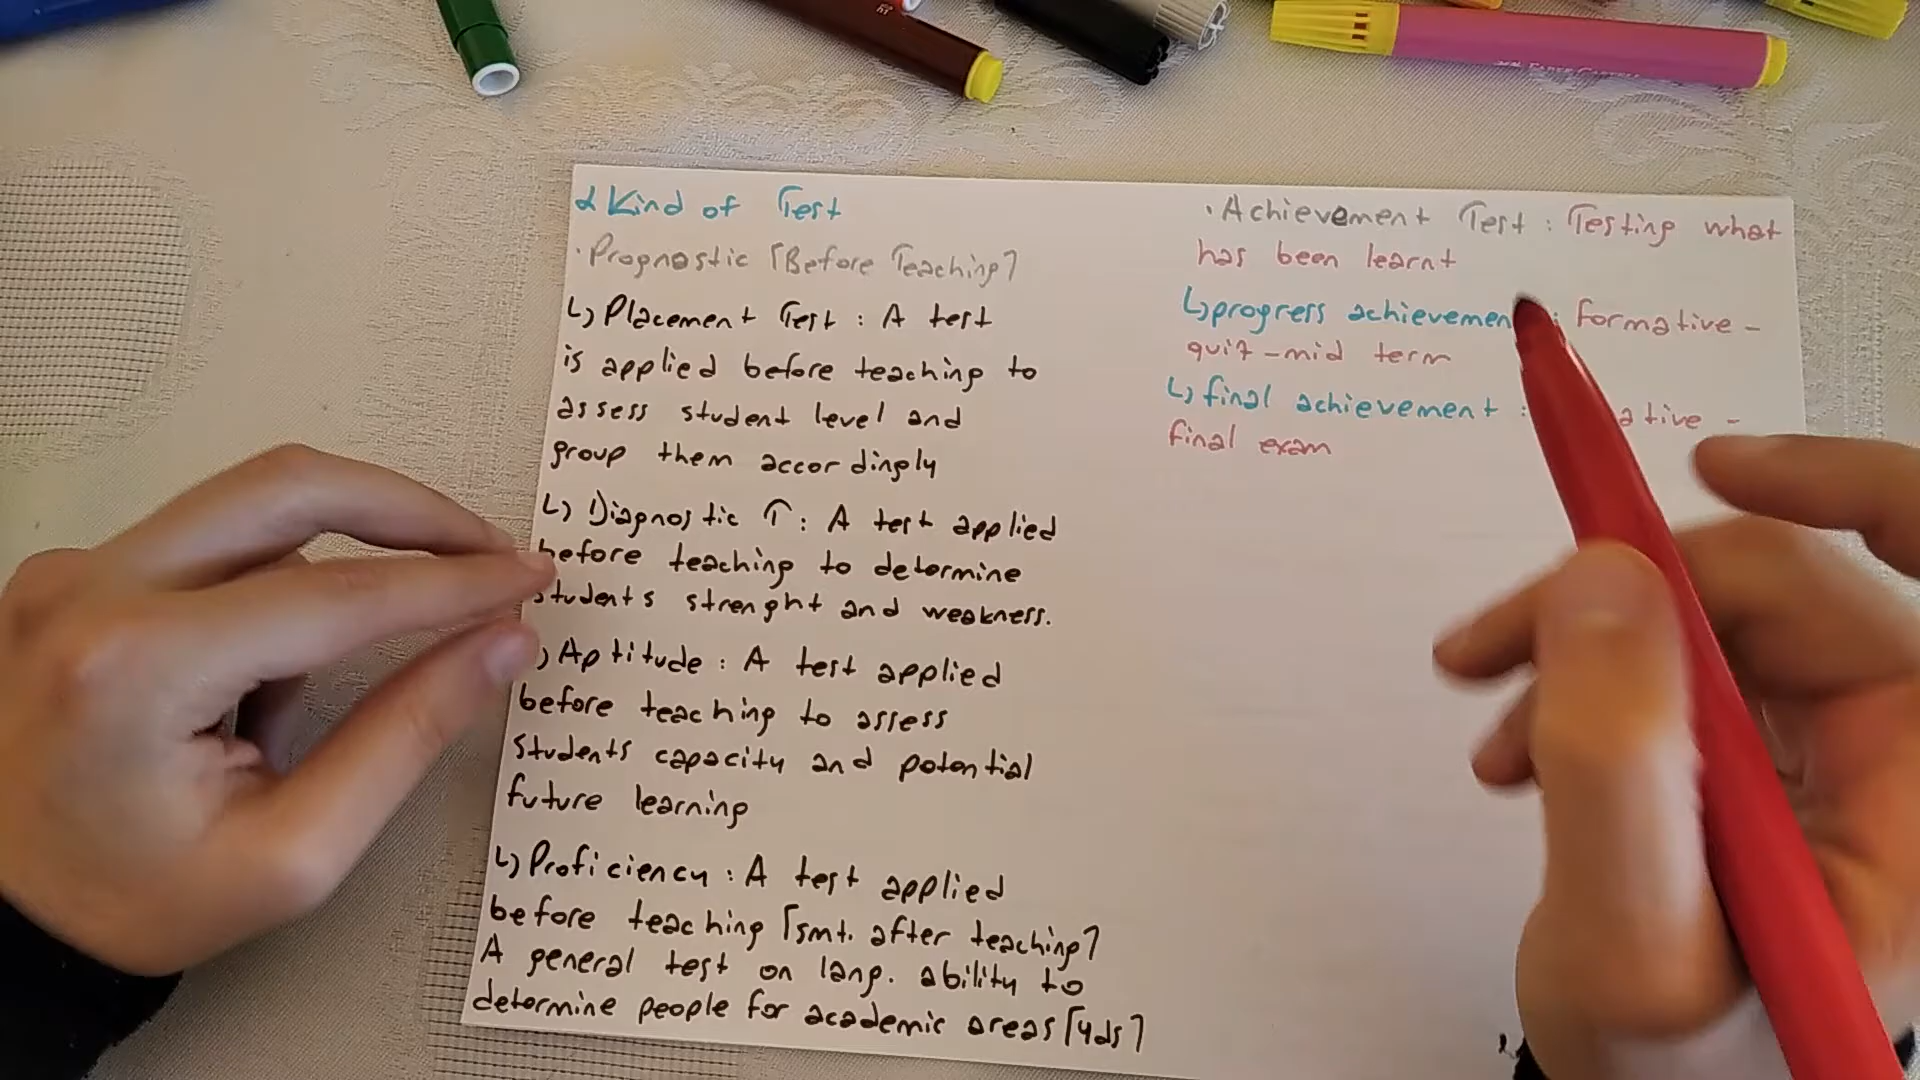 2 Kind of Test
· Prognostic [Before Teaching]
↳ Placement Test : A test
is applied before teaching to
assess student level and
group them accordingly
↳ Diagnostic T : A test applied
before teaching to determine
students strenght and weakness.
Aptitude : A test applied
before teaching to assess
students capacity and potential
future learning
↳ Proficiency : A test applied
before teaching [smt. after teaching]
A general test on lang. ability to
determine people for academic areas [yds]
· Achievement Test : Testing what
has been learnt
↳ progress achievemen : formative -
quiz - mid term
↳ final achievement : ative -
final exam